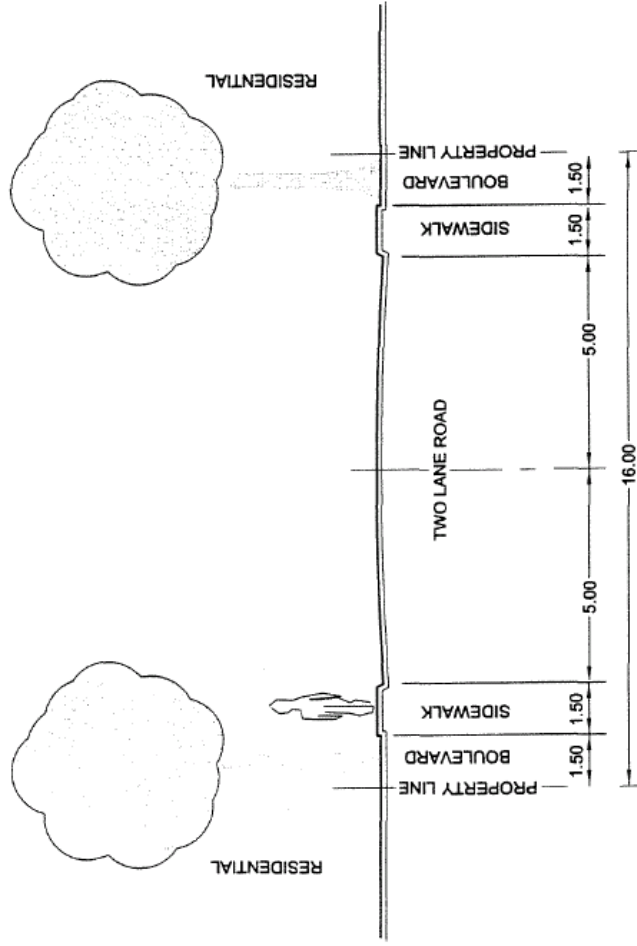 RESIDENTIAL
RESIDENTIAL
TWO LANE ROAD
PROPERTY LINE
BOULEVARD
SIDEWALK
SIDEWALK
BOULEVARD
PROPERTY LINE
1.50
1.50
5.00
5.00
1.50
1.50
16.00